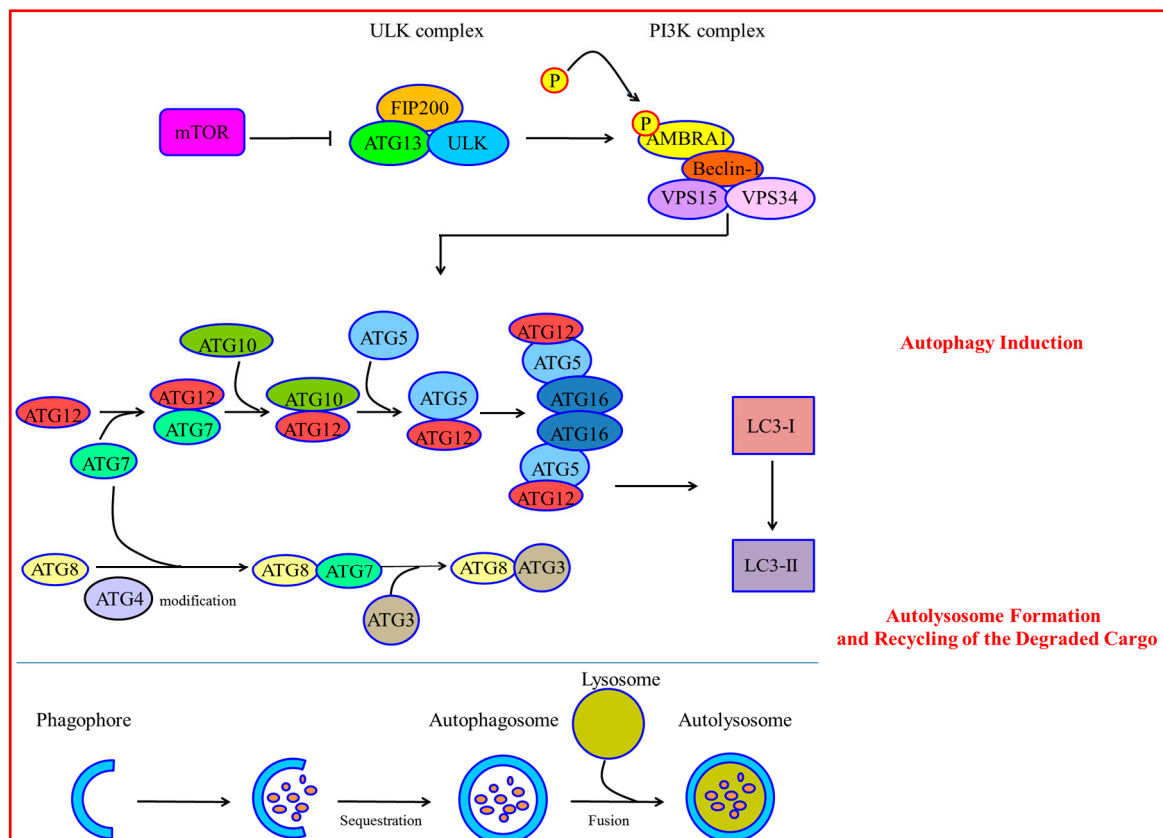 ULK complex
PI3K complex
P
P
mTOR
FIP200
ATG13
ULK
AMBRA1
Beclin-1
VPS15
VPS34
Autophagy Induction
ATG10
ATG5
ATG12
ATG5
ATG16
ATG16
ATG5
ATG12
ATG12
ATG12
ATG7
ATG10
ATG12
ATG5
ATG12
ATG7
LC3-I
LC3-II
ATG8
ATG4
modification
ATG8
ATG7
ATG3
ATG8
ATG3
Autolysosome Formation
and Recycling of the Degraded Cargo
Phagophore
Autophagosome
Lysosome
Autolysosome
Sequestration
Fusion